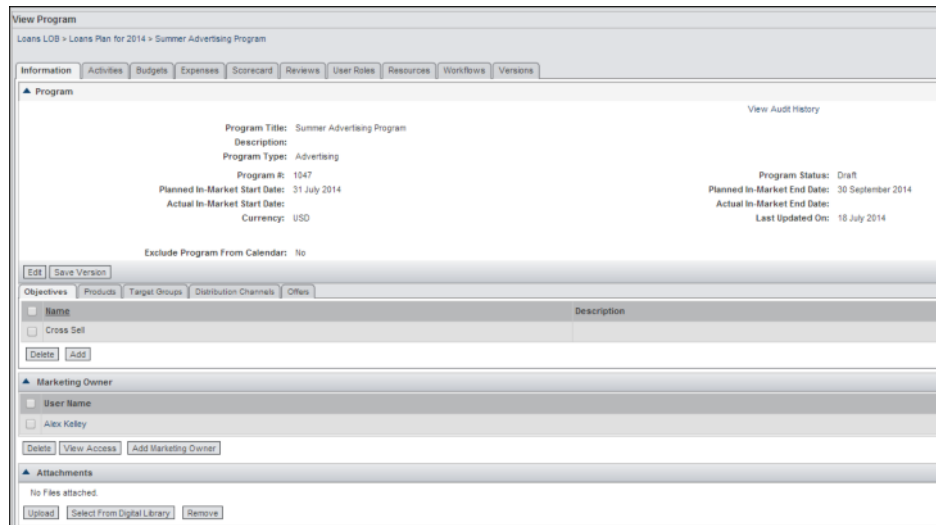 View Program
Loans LOB > Loans Plan for 2014 > Summer Advertising Program
Information Activities Budgets Expenses Scorecard Reviews User Roles Resources Workflows Versions
Program
View Audit History
Program Title: Summer Advertising Program
Description:
Program Type: Advertising
Program #: 1047 Program Status: Draft
Planned In-Market Start Date: 31 July 2014 Planned In-Market End Date: 30 September 2014
Actual In-Market Start Date: Actual In-Market End Date:
Currency: USD Last Updated On: 18 July 2014
Exclude Program From Calendar: No
Edit Save Version
Objectives Products Target Groups Distribution Channels Offers
Name Description
Cross Sell
Delete Add
Marketing Owner
User Name
Alex Kelley
Delete View Access Add Marketing Owner
Attachments
No Files attached.
Upload Select From Digital Library Remove